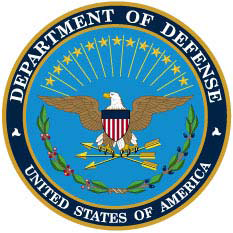 DEPARTMENT OF DEFENSE
UNITED STATES OF AMERICA